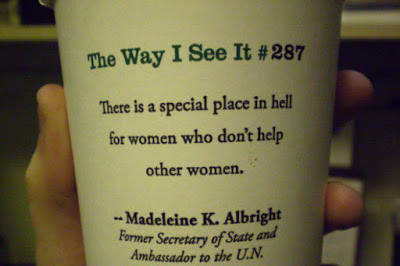 The Way I See It #287
There is a special place in hell
for women who don't help
other women.
-- Madeleine K. Albright
Former Secretary of State and
Ambassador to the U.N.